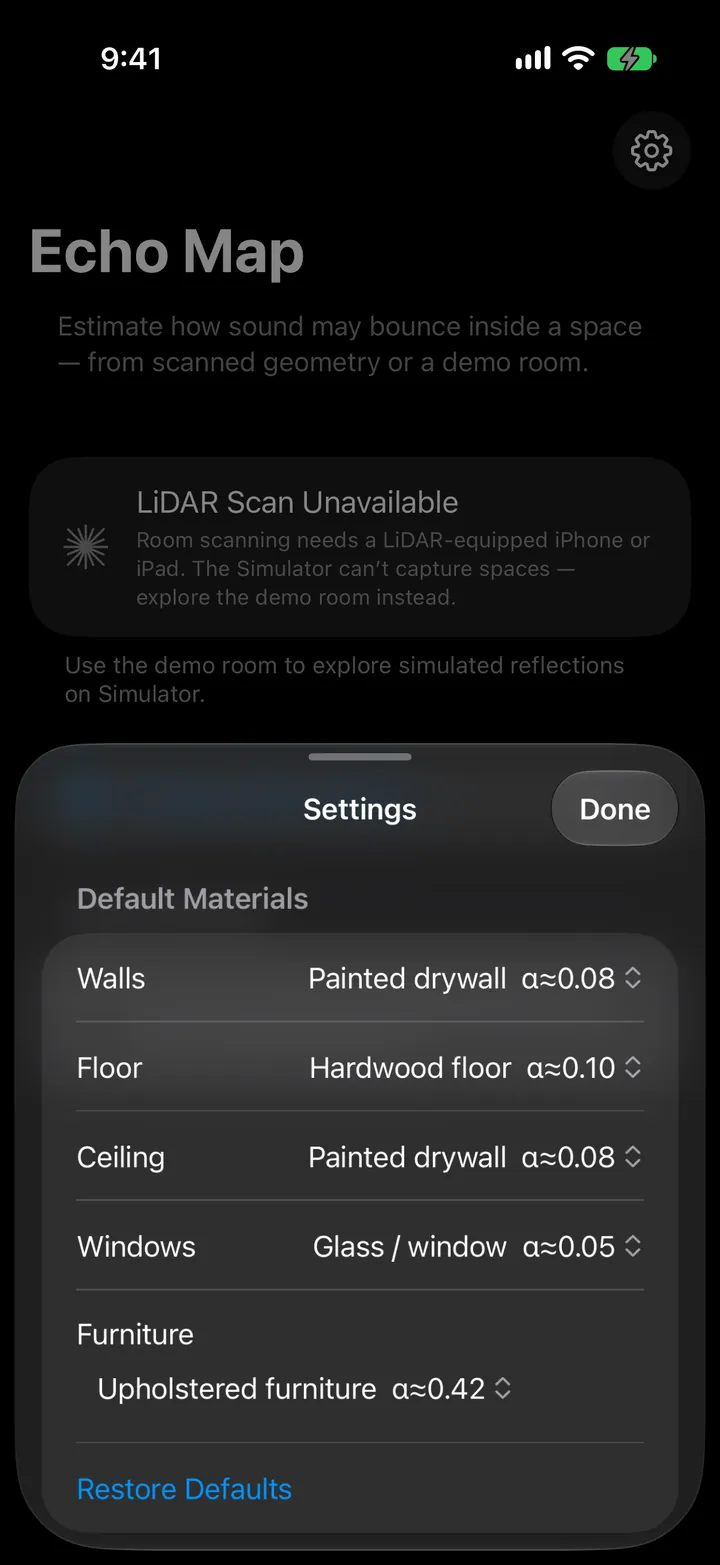 9:41
Echo Map
Estimate how sound may bounce inside a space
— from scanned geometry or a demo room.
LiDAR Scan Unavailable
Room scanning needs a LiDAR-equipped iPhone or
iPad. The Simulator can’t capture spaces —
explore the demo room instead.
Use the demo room to explore simulated reflections
on Simulator.
Settings
Done
Default Materials
Walls Painted drywall α≈0.08
Floor Hardwood floor α≈0.10
Ceiling Painted drywall α≈0.08
Windows Glass / window α≈0.05
Furniture
Upholstered furniture α≈0.42
Restore Defaults